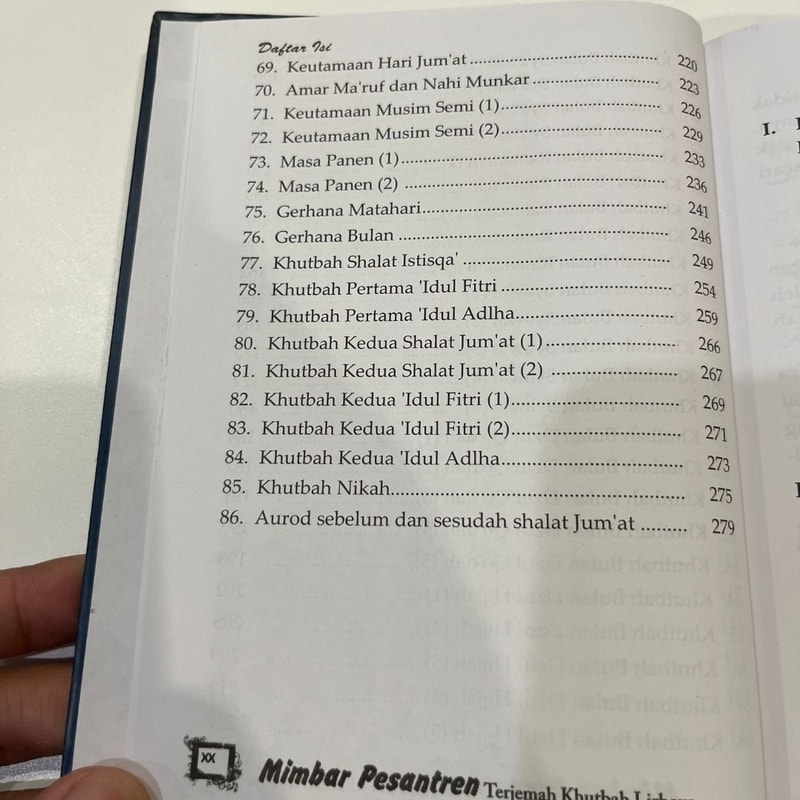 Daftar Isi
69. Keutamaan Hari Jum'at 220
70. Amar Ma'ruf dan Nahi Munkar 223
71. Keutamaan Musim Semi (1) 226
72. Keutamaan Musim Semi (2) 229
73. Masa Panen (1) 233
74. Masa Panen (2) 236
75. Gerhana Matahari 241
76. Gerhana Bulan 246
77. Khutbah Shalat Istisqa' 249
78. Khutbah Pertama 'Idul Fitri 254
79. Khutbah Pertama 'Idul Adlha 259
80. Khutbah Kedua Shalat Jum'at (1) 266
81. Khutbah Kedua Shalat Jum'at (2) 267
82. Khutbah Kedua 'Idul Fitri (1) 269
83. Khutbah Kedua 'Idul Fitri (2) 271
84. Khutbah Kedua 'Idul Adlha 273
85. Khutbah Nikah 275
86. Aurod sebelum dan sesudah shalat Jum'at 279
xx Mimbar Pesantren Terjemah Khutbah
I.